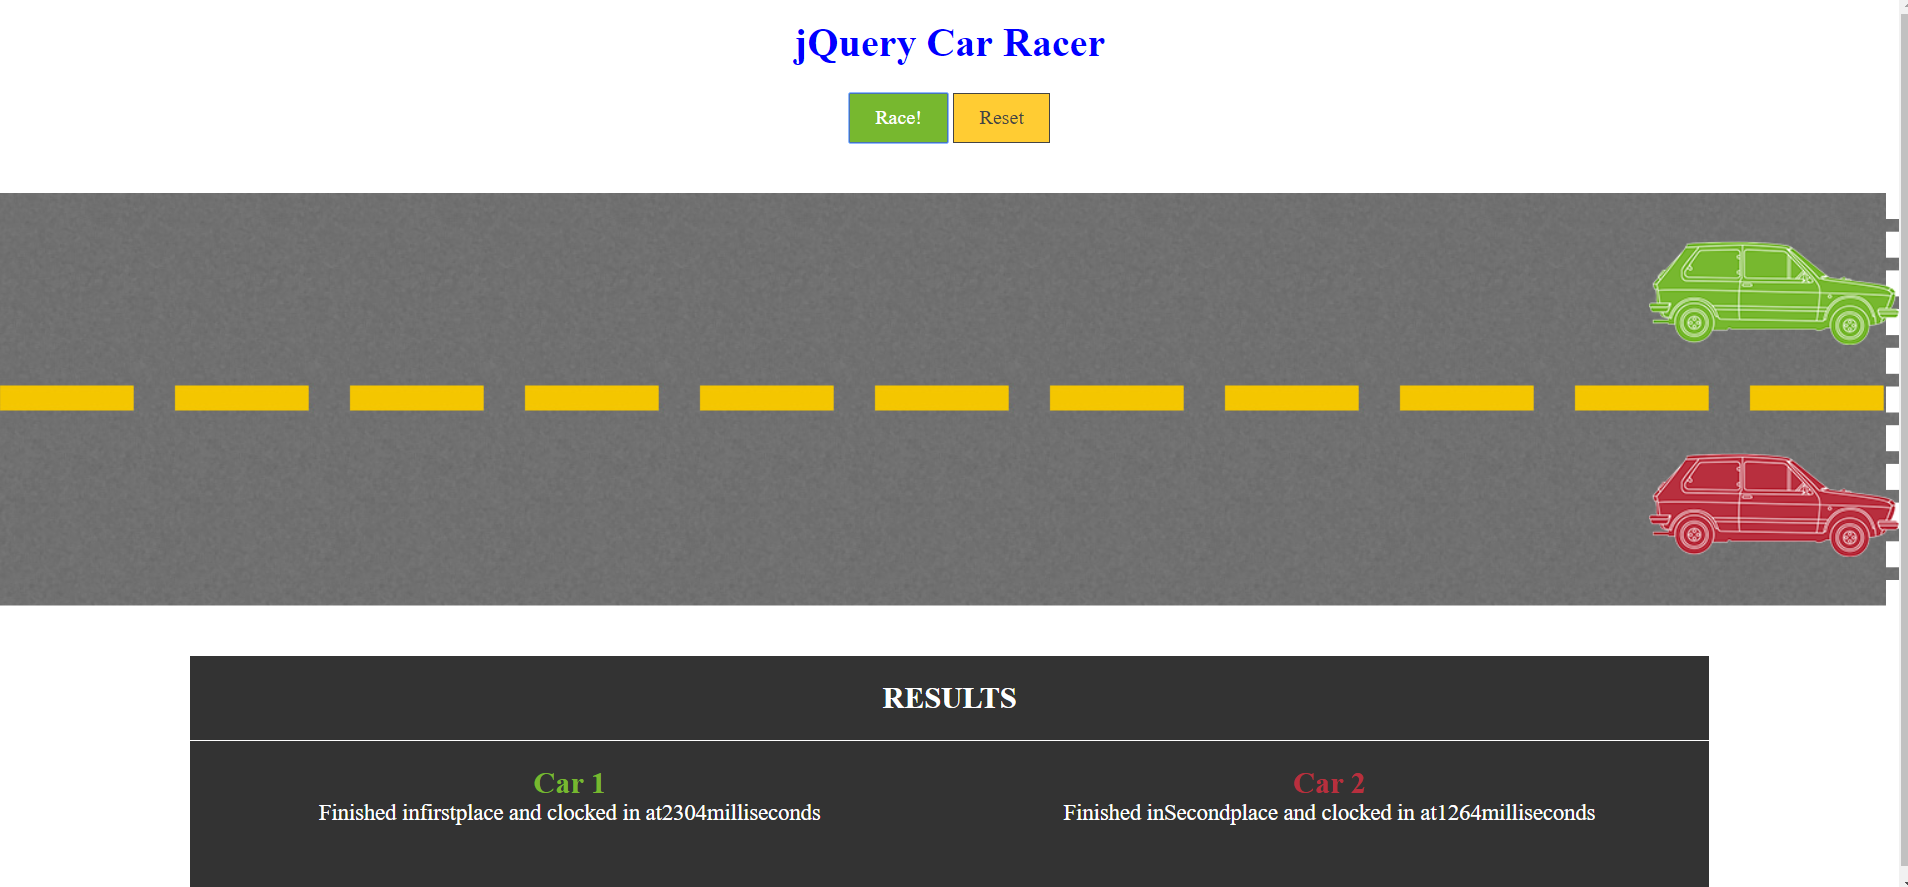 jQuery Car Racer
Race! Reset
RESULTS
Car 1
Finished infirstplace and clocked in at2304milliseconds
Car 2
Finished inSecondplace and clocked in at1264milliseconds